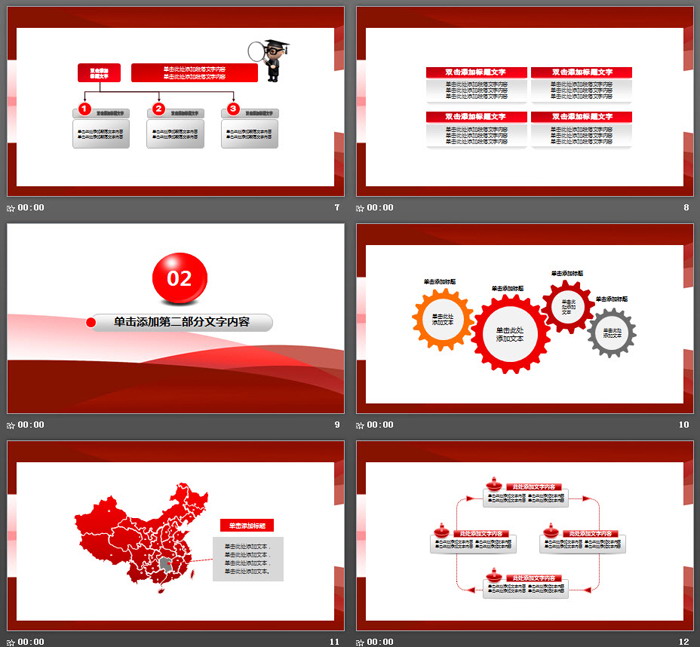 双击添加
标题文字
单击此处添加段落文字内容
单击此处添加段落文字内容
1
双击添加标题文字
单击此处添加段落文字内容
单击此处添加段落文字内容
2
双击添加标题文字
单击此处添加段落文字内容
单击此处添加段落文字内容
3
双击添加标题文字
单击此处添加段落文字内容
单击此处添加段落文字内容
00:00
7
双击添加标题文字
单击此处添加段落文字内容
单击此处添加段落文字内容
单击此处添加段落文字内容
双击添加标题文字
单击此处添加段落文字内容
单击此处添加段落文字内容
单击此处添加段落文字内容
双击添加标题文字
单击此处添加段落文字内容
单击此处添加段落文字内容
单击此处添加段落文字内容
双击添加标题文字
单击此处添加段落文字内容
单击此处添加段落文字内容
单击此处添加段落文字内容
00:00
8
02
单击添加第二部分文字内容
00:00
9
单击添加标题
单击此处
添加文本
单击添加标题
单击此处
添加文本
单击添加标题
单击此处
添加文本
单击添加标题
单击此处
添加文本
00:00
10
单击添加标题
单击此处添加文本，
单击此处添加文本，
单击此处添加文本，
单击此处添加文本。
00:00
11
此处添加文字内容
此处添加文字内容
此处添加文字内容
此处添加文字内容
00:00
12